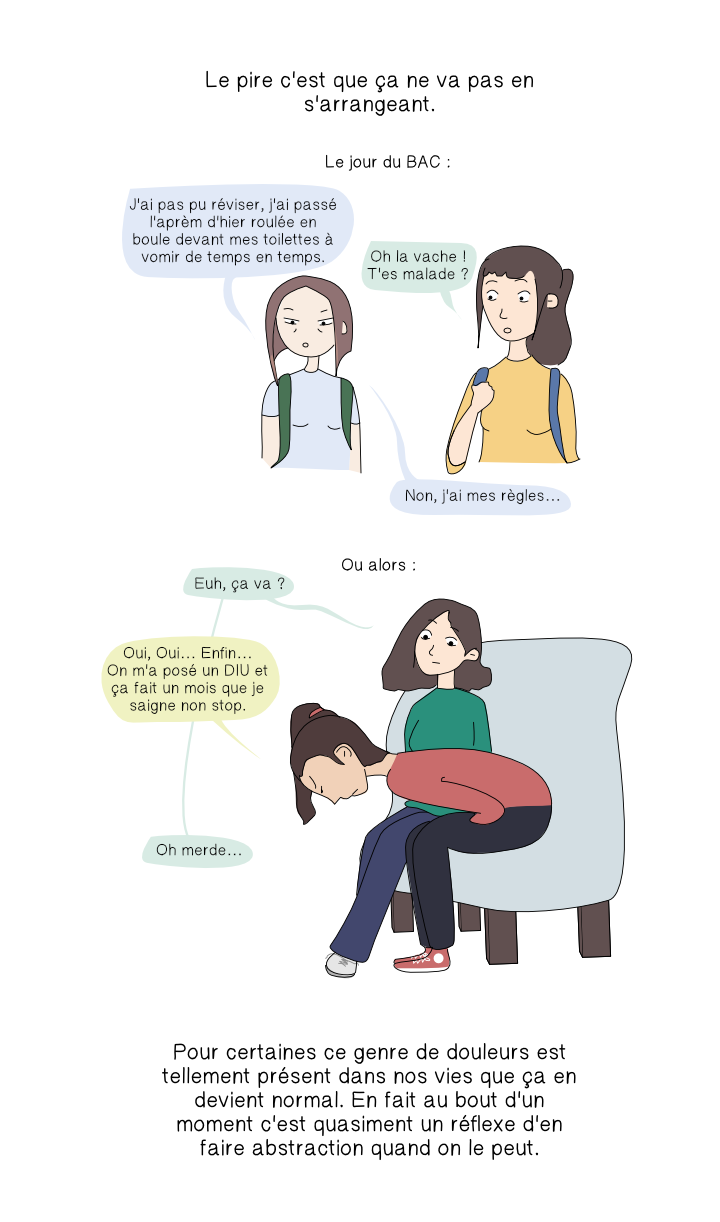 Le pire c'est que ça ne va pas en
s'arrangeant.
Le jour du BAC :
J'ai pas pu réviser, j'ai passé
l'aprèm d'hier roulée en
boule devant mes toilettes à
vomir de temps en temps.
Oh la vache !
T'es malade ?
Non, j'ai mes règles...
Ou alors :
Euh, ça va ?
Oui, Oui... Enfin...
On m'a posé un DIU et
ça fait un mois que je
saigne non stop.
Oh merde...
Pour certaines ce genre de douleurs est
tellement présent dans nos vies que ça en
devient normal. En fait au bout d'un
moment c'est quasiment un réflexe d'en
faire abstraction quand on le peut.